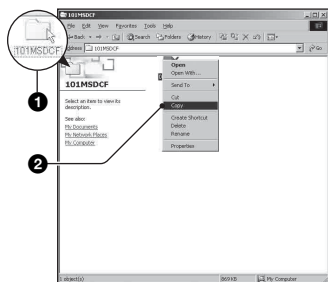 101MSDCF
File Edit View Favorites Tools Help
Back Search Folders History
Address 101MSDCF Go
101MSDCF
1
101MSDCF
Select an item to view its
description.
See also:
My Documents
My Network Places
My Computer
2
Open
Open With...
Send To
Cut
Copy
Create Shortcut
Delete
Rename
Properties
1 object(s) 869 KB My Computer